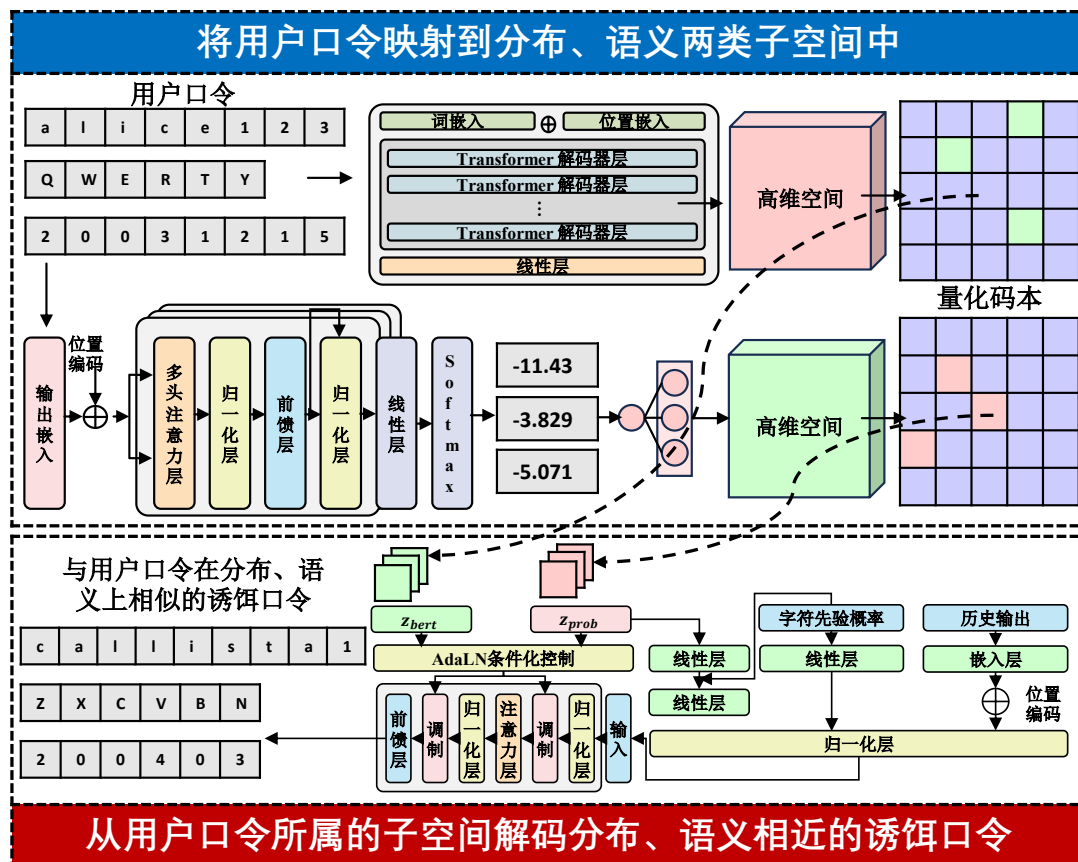 将用户口令映射到分布、语义两类子空间中
用户口令
a l i c e 1 2 3
Q W E R T Y
2 0 0 3 1 2 1 5
词嵌入 ⊕ 位置嵌入
Transformer 解码器层
Transformer 解码器层
⋮
Transformer 解码器层
线性层
高维空间
量化码本
输出嵌入
位置
编码
多头注意力层
归一化层
前馈层
归一化层
线性层
Softmax
-11.43
-3.829
-5.071
高维空间
与用户口令在分布、语
义上相似的诱饵口令
c a l l i s t a 1
Z X C V B N
2 0 0 4 0 3
z_bert
z_prob
字符先验概率
历史输出
AdaLN条件化控制
线性层
线性层
嵌入层
线性层
位置
编码
前馈层
调制
归一化层
注意力层
调制
归一化层
输入
归一化层
从用户口令所属的子空间解码分布、语义相近的诱饵口令